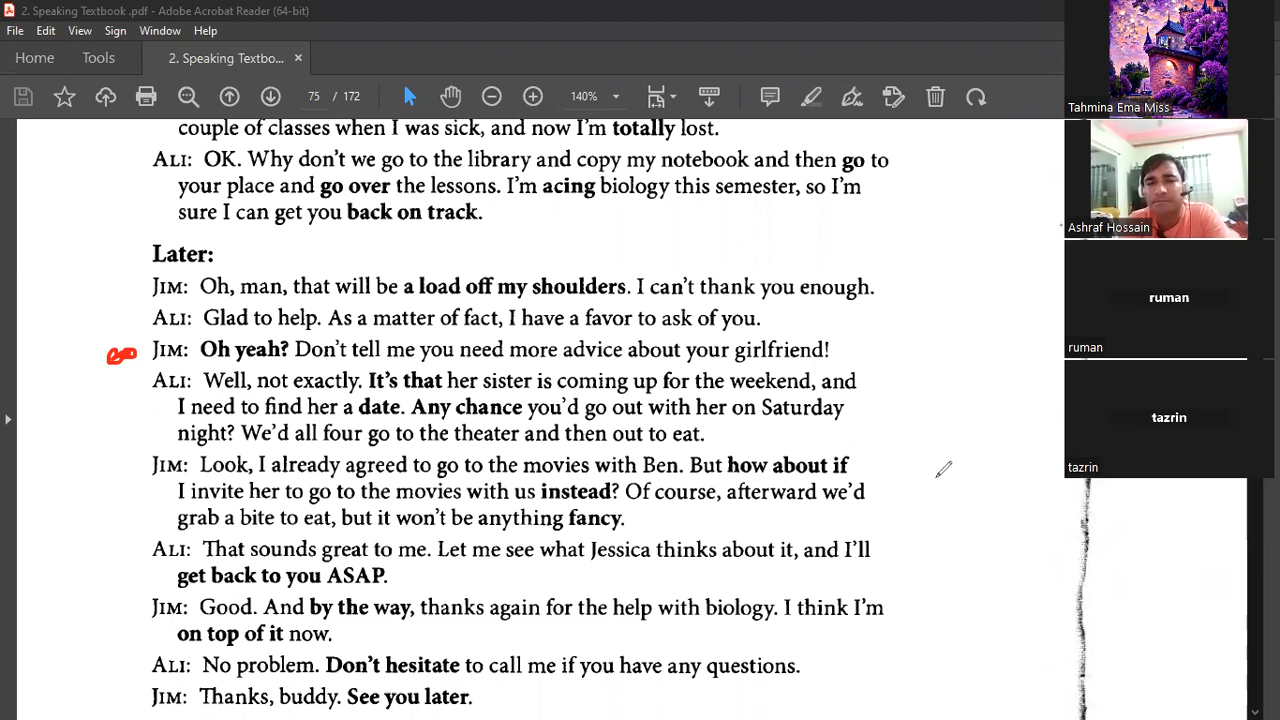 2. Speaking Textbook .pdf - Adobe Acrobat Reader (64-bit)
File Edit View Sign Window Help
Home Tools 2. Speaking Textbo... ×
75 / 172 140%
couple of classes when I was sick, and now I'm totally lost.
ALI: OK. Why don't we go to the library and copy my notebook and then go to
your place and go over the lessons. I'm acing biology this semester, so I'm
sure I can get you back on track.
Later:
JIM: Oh, man, that will be a load off my shoulders. I can't thank you enough.
ALI: Glad to help. As a matter of fact, I have a favor to ask of you.
JIM: Oh yeah? Don't tell me you need more advice about your girlfriend!
ALI: Well, not exactly. It's that her sister is coming up for the weekend, and
I need to find her a date. Any chance you'd go out with her on Saturday
night? We'd all four go to the theater and then out to eat.
JIM: Look, I already agreed to go to the movies with Ben. But how about if
I invite her to go to the movies with us instead? Of course, afterward we'd
grab a bite to eat, but it won't be anything fancy.
ALI: That sounds great to me. Let me see what Jessica thinks about it, and I'll
get back to you ASAP.
JIM: Good. And by the way, thanks again for the help with biology. I think I'm
on top of it now.
ALI: No problem. Don't hesitate to call me if you have any questions.
JIM: Thanks, buddy. See you later.
Tahmina Ema Miss
Ashraf Hossain
ruman
ruman
tazrin
tazrin